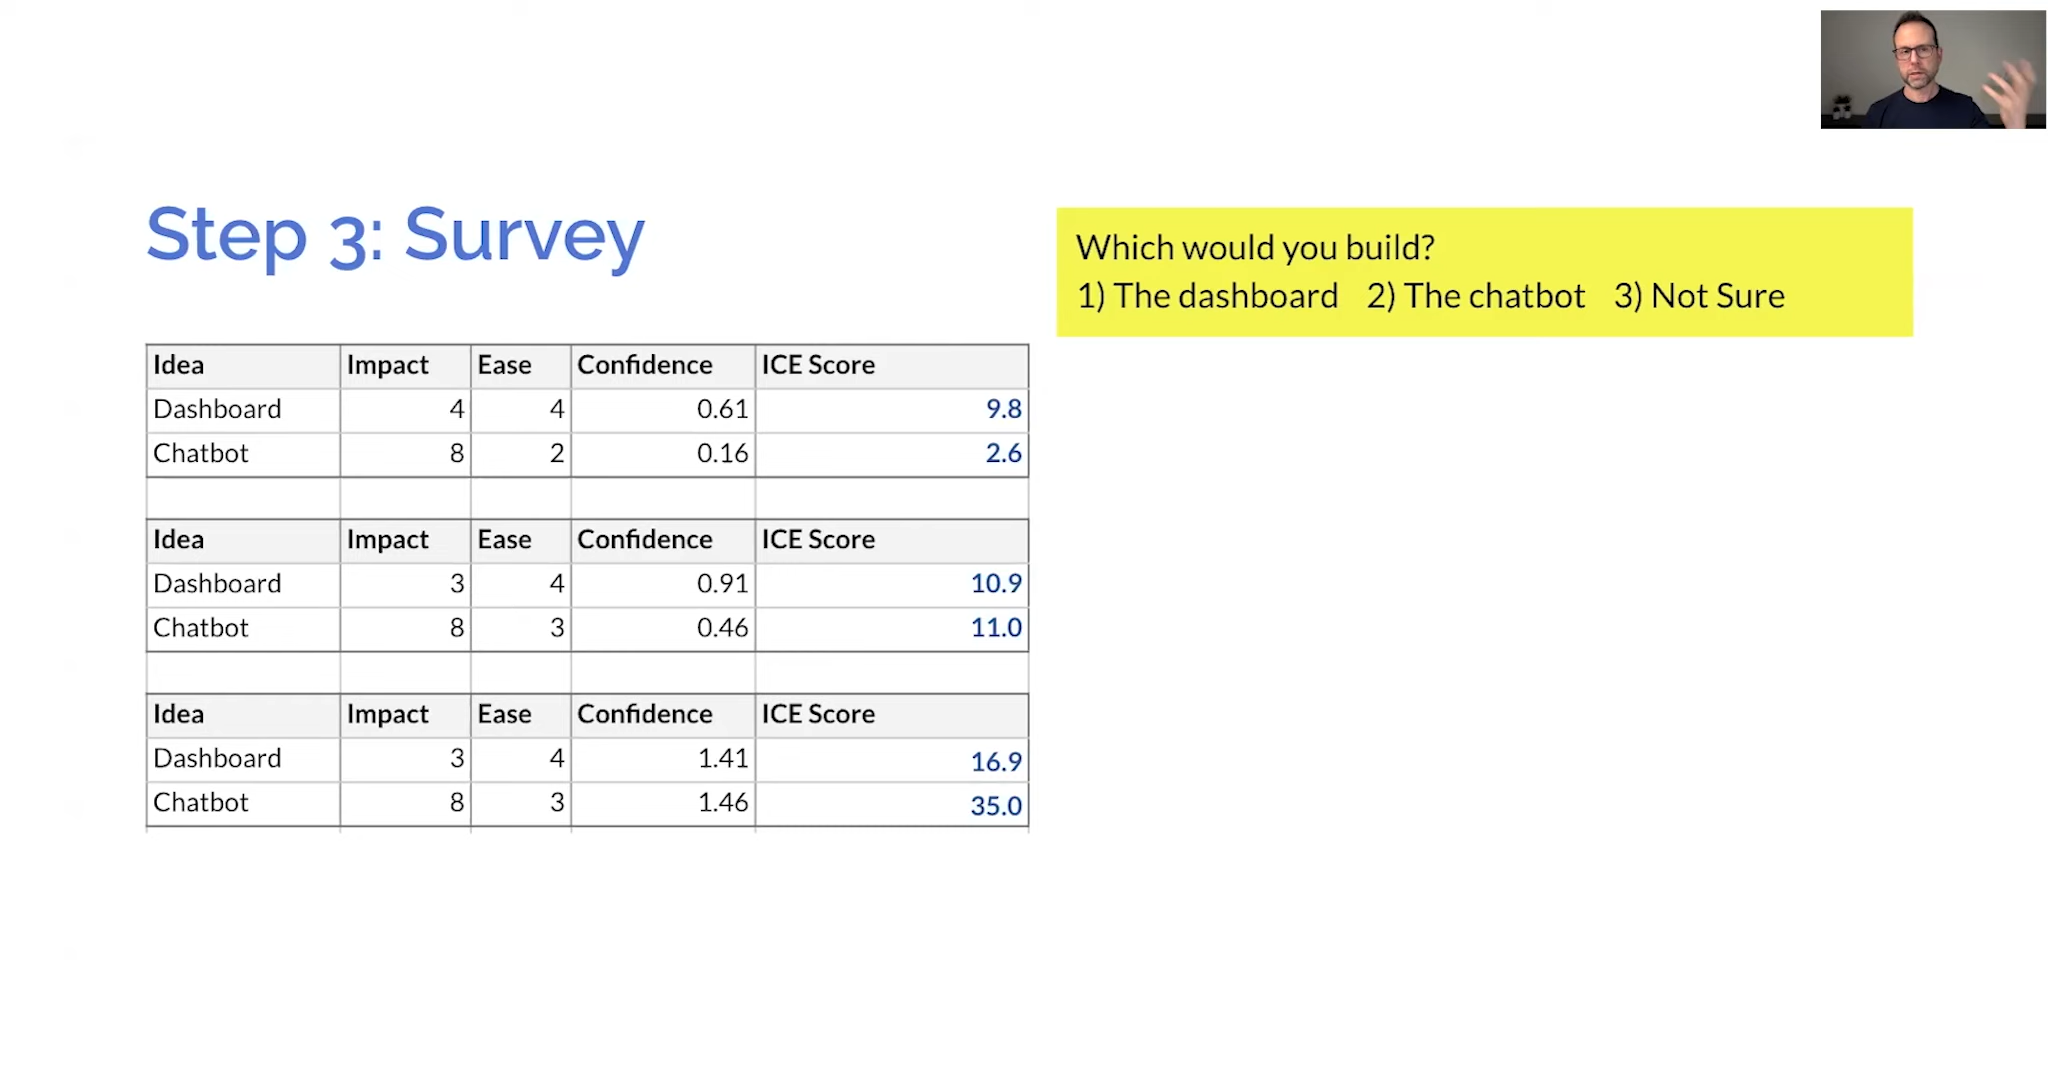 Step 3: Survey
Which would you build?
1) The dashboard 2) The chatbot 3) Not Sure
Idea Impact Ease Confidence ICE Score
Dashboard 4 4 0.61 9.8
Chatbot 8 2 0.16 2.6
Idea Impact Ease Confidence ICE Score
Dashboard 3 4 0.91 10.9
Chatbot 8 3 0.46 11.0
Idea Impact Ease Confidence ICE Score
Dashboard 3 4 1.41 16.9
Chatbot 8 3 1.46 35.0